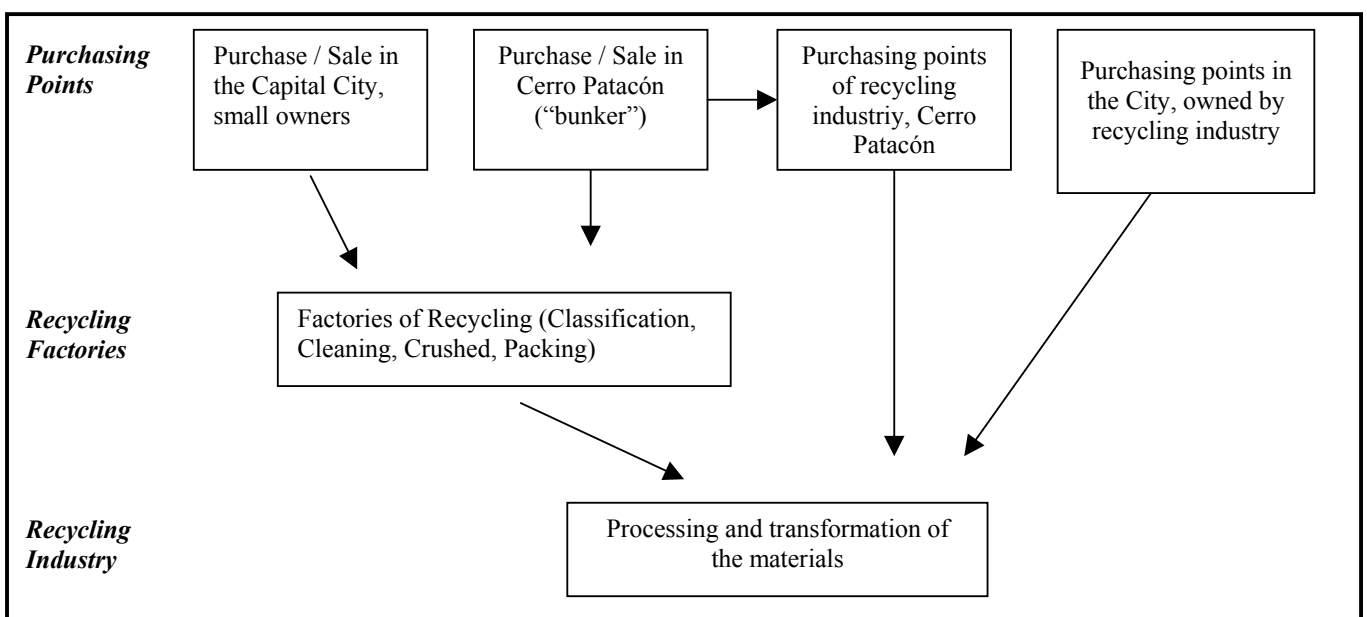 Purchasing
Points
Purchase / Sale in
the Capital City,
small owners
Purchase / Sale in
Cerro Patacón
(“bunker”)
Purchasing points
of recycling
industriy, Cerro
Patacón
Purchasing points in
the City, owned by
recycling industry
Recycling
Factories
Factories of Recycling (Classification,
Cleaning, Crushed, Packing)
Recycling
Industry
Processing and transformation of
the materials